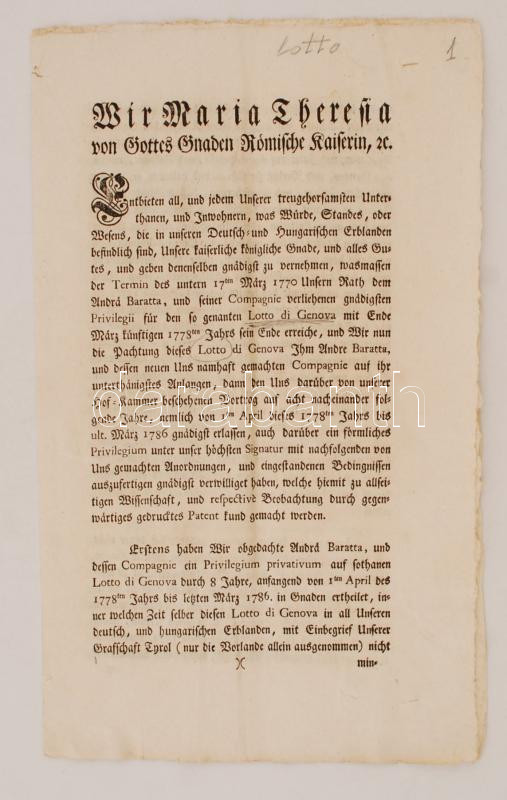 lotto
1
Wir Maria Theresia
von Gottes Gnaden Römische Kaiserin, ꝛc.
Entbieten all, und jedem Unserer treugehorsamsten Unter-
thanen, und Inwohnern, was Würde, Standes, oder
Wesens, die in unseren Deutsch- und Hungarischen Erblanden
befindlich sind, Unsere kaiserliche königliche Gnade, und alles Gu-
tes, und geben denenselben gnädigst zu vernehmen, wasmassen
der Termin des untern 17ten März 1770 Unsern Rath dem
Andrá Baratta, und seiner Compagnie verliehenen gnädigsten
Privilegii für den so genanten Lotto di Genova mit Ende
März künftigen 1778ten Jahrs sein Ende erreiche, und Wir nun
die Pachtung dieses Lotto di Genova Ihm Andre Baratta,
und dessen neuen Uns namhaft gemachten Compagnie auf ihr
unterthänigstes Anlangen, dann den Uns darüber von unserer
Hof-Kammer beschehenen Vortrag auf acht nacheinander fol-
gende Jahre, nemlich von 1ten April dieses 1778ten Jahrs bis
ult. März 1786 gnädigst erlassen, auch darüber ein förmliches
Privilegium unter unser höchsten Signatur mit nachfolgenden von
Uns gemachten Anordnungen, und eingestandenen Bedingnissen
auszufertigen gnädigst verwilliget haben, welche hiemit zu allsei-
tigen Wissenschaft, und respective Beobachtung durch gegen-
wärtiges gedrucktes Patent kund gemacht werden.
Erstens haben Wir obgedachte Andrá Baratta, und
dessen Compagnie ein Privilegium privativum auf sothanen
Lotto di Genova durch 8 Jahre, anfangend von 1ten April des
1778ten Jahrs bis letzten März 1786. in Gnaden ertheilet, in-
ner welchen Zeit selber diesen Lotto di Genova in all Unseren
deutsch, und hungarischen Erblanden, mit Einbegrief Unserer
Grafschaft Tyrol (nur die Vorlande allein ausgenommen) nicht
)( min-
darabanth